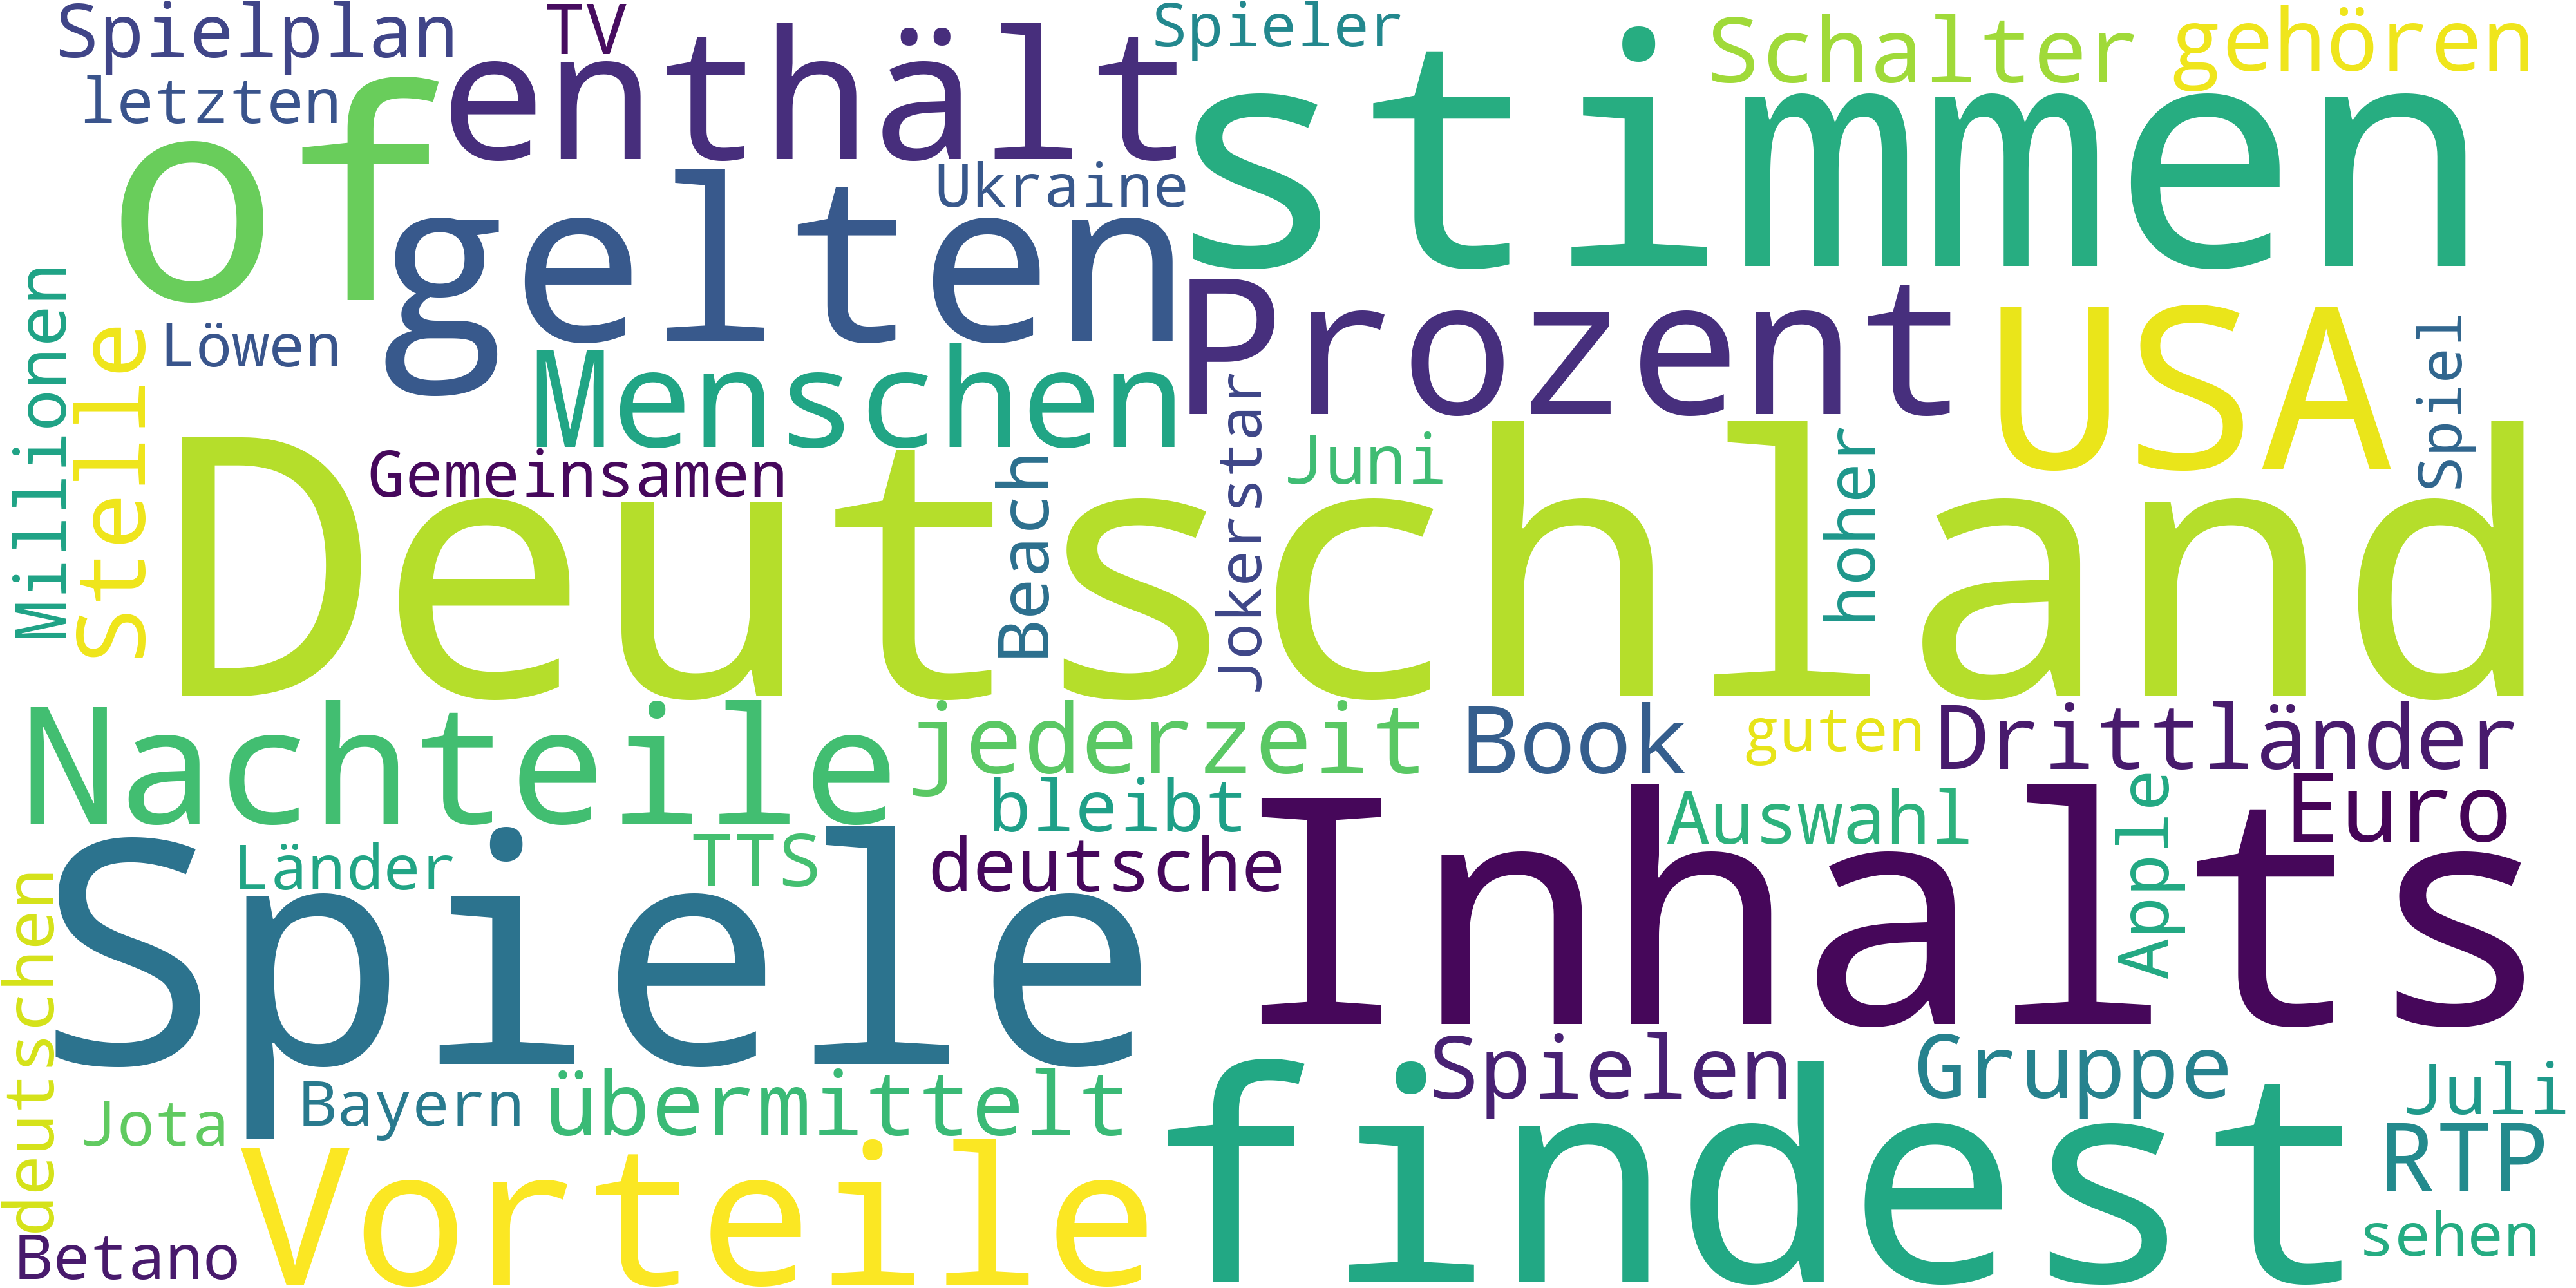 Spielplan
TV
Spieler
Schalter
gehören
letzten
enthält
stimmen
of
Ukraine
gelten
Millionen
Stelle
Löwen
Menschen
Prozent
USA
Spiel
Gemeinsamen
Beach
Jokerstar
Juni
hoher
Deutschland
Nachteile
jederzeit
Book
guten
Drittländer
bleibt
Auswahl
Apple
Euro
Länder
TTS
deutsche
Inhalts
Spiele
deutschen
Jota
Bayern
übermittelt
Spielen
Gruppe
Juli
RTP
Vorteile
findest
sehen
Betano